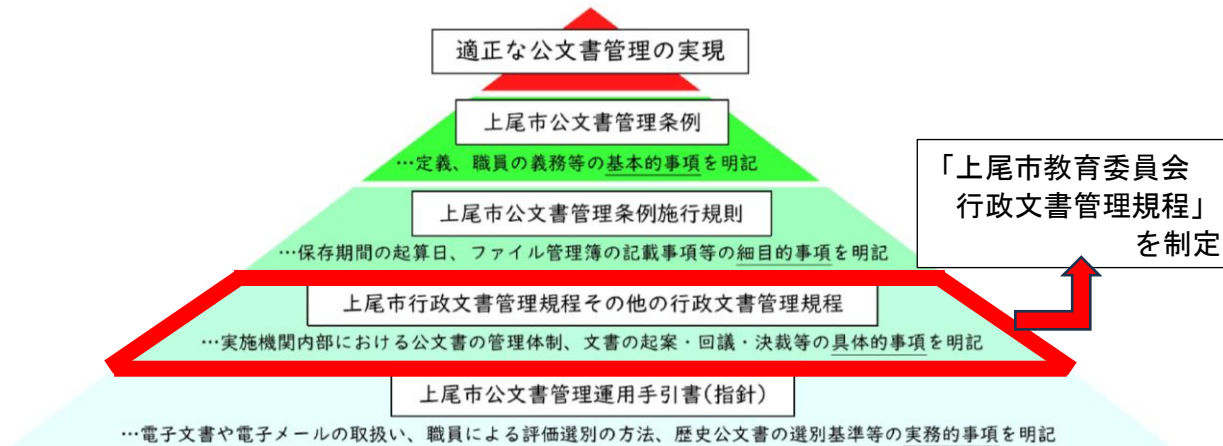 適正な公文書管理の実現
上尾市公文書管理条例
…定義、職員の義務等の基本的事項を明記
上尾市公文書管理条例施行規則
…保存期間の起算日、ファイル管理簿の記載事項等の細目的事項を明記
上尾市行政文書管理規程その他の行政文書管理規程
…実施機関内部における公文書の管理体制、文書の起案・回議・決裁等の具体的事項を明記
上尾市公文書管理運用手引書(指針)
…電子文書や電子メールの取扱い、職員による評価選別の方法、歴史公文書の選別基準等の実務的事項を明記
「上尾市教育委員会
行政文書管理規程」
を制定